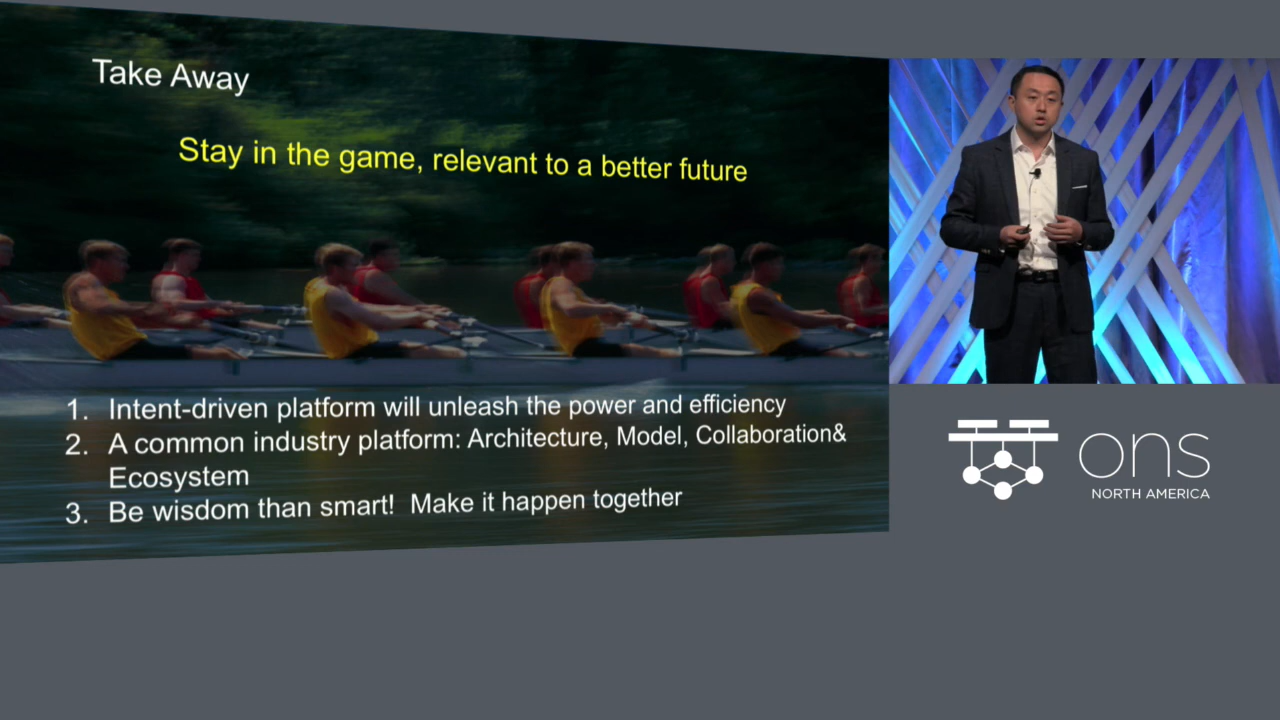 Take Away
Stay in the game, relevant to a better future
1. Intent-driven platform will unleash the power and efficiency
2. A common industry platform: Architecture, Model, Collaboration&
Ecosystem
3. Be wisdom than smart! Make it happen together
ons
NORTH AMERICA